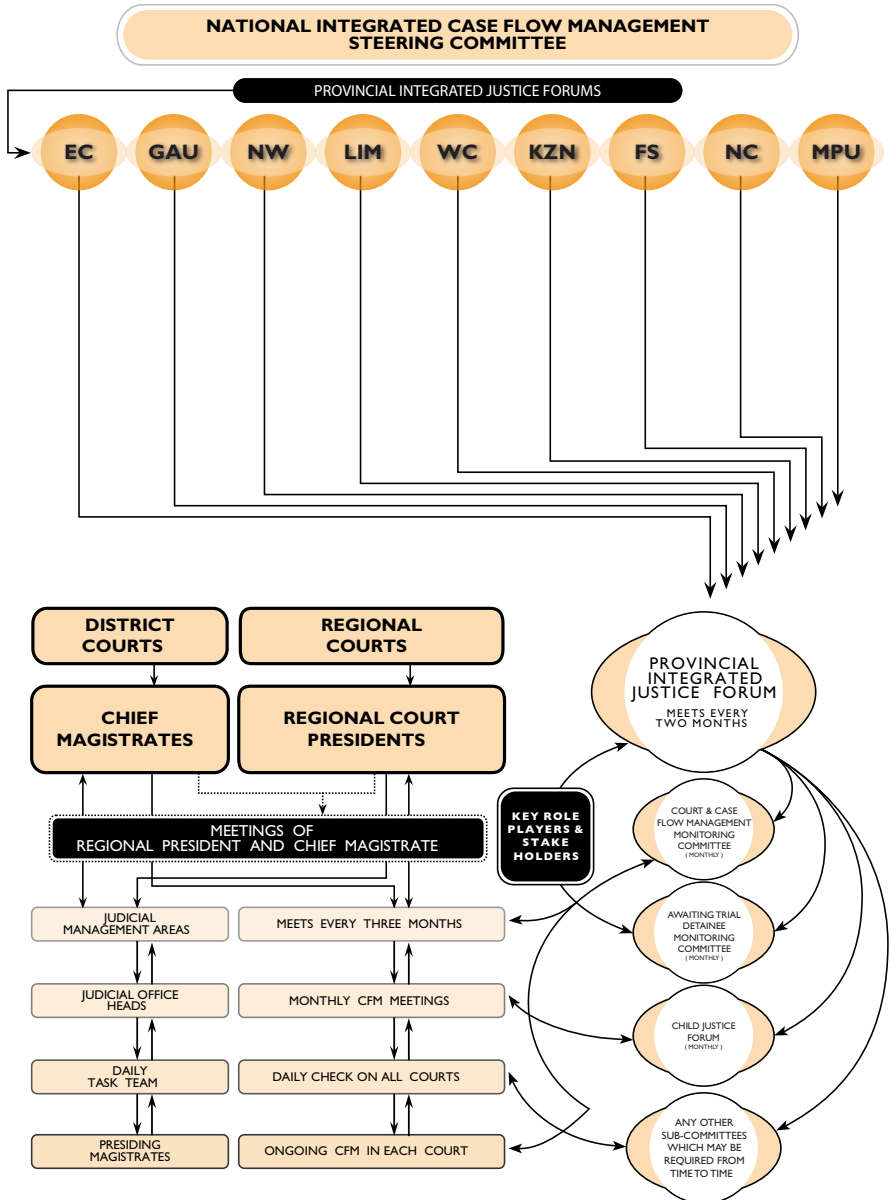 NATIONAL INTEGRATED CASE FLOW MANAGEMENT
STEERING COMMITTEE
PROVINCIAL INTEGRATED JUSTICE FORUMS
EC
GAU
NW
LIM
WC
KZN
FS
NC
MPU
DISTRICT
COURTS
REGIONAL
COURTS
CHIEF
MAGISTRATES
REGIONAL COURT
PRESIDENTS
MEETINGS OF
REGIONAL PRESIDENT AND CHIEF MAGISTRATE
JUDICIAL
MANAGEMENT AREAS
MEETS EVERY THREE MONTHS
JUDICIAL OFFICE
HEADS
MONTHLY CFM MEETINGS
DAILY
TASK TEAM
DAILY CHECK ON ALL COURTS
PRESIDING
MAGISTRATES
ONGOING CFM IN EACH COURT
KEY ROLE
PLAYERS &
STAKE
HOLDERS
PROVINCIAL
INTEGRATED
JUSTICE FORUM
MEETS EVERY
TWO MONTHS
COURT & CASE
FLOW MANAGEMENT
MONITORING
COMMITTEE
( MONTHLY )
AWAITING TRIAL
DETAINEE
MONITORING
COMMITTEE
( MONTHLY )
CHILD JUSTICE
FORUM
( MONTHLY )
ANY OTHER
SUB-COMMITTEES
WHICH MAY BE
REQUIRED FROM
TIME TO TIME